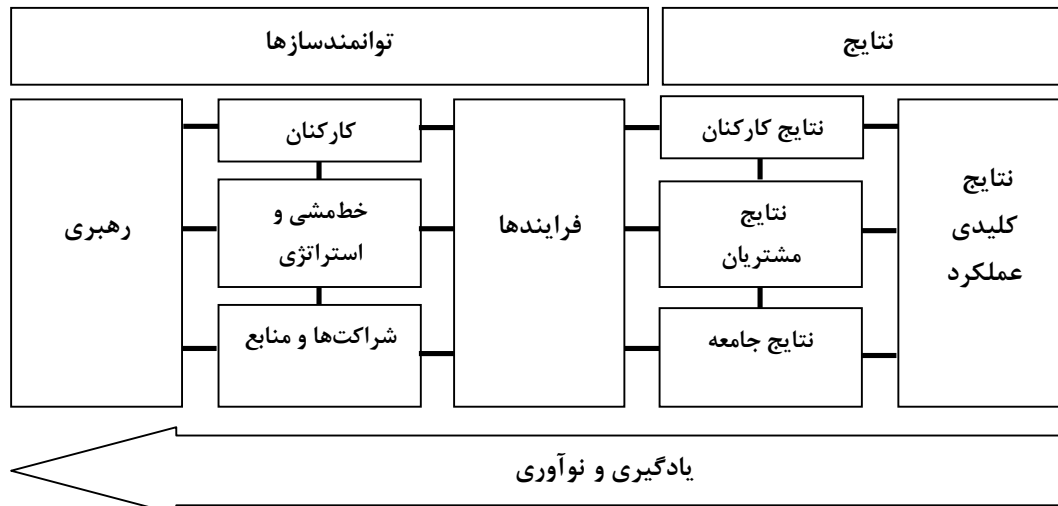 توانمندسازها
نتایج
رهبری
کارکنان
خط‌مشی و
استراتژی
شراکت‌ها و منابع
فرایندها
نتایج کارکنان
نتایج
مشتریان
نتایج جامعه
نتایج
کلیدی
عملکرد
یادگیری و نوآوری